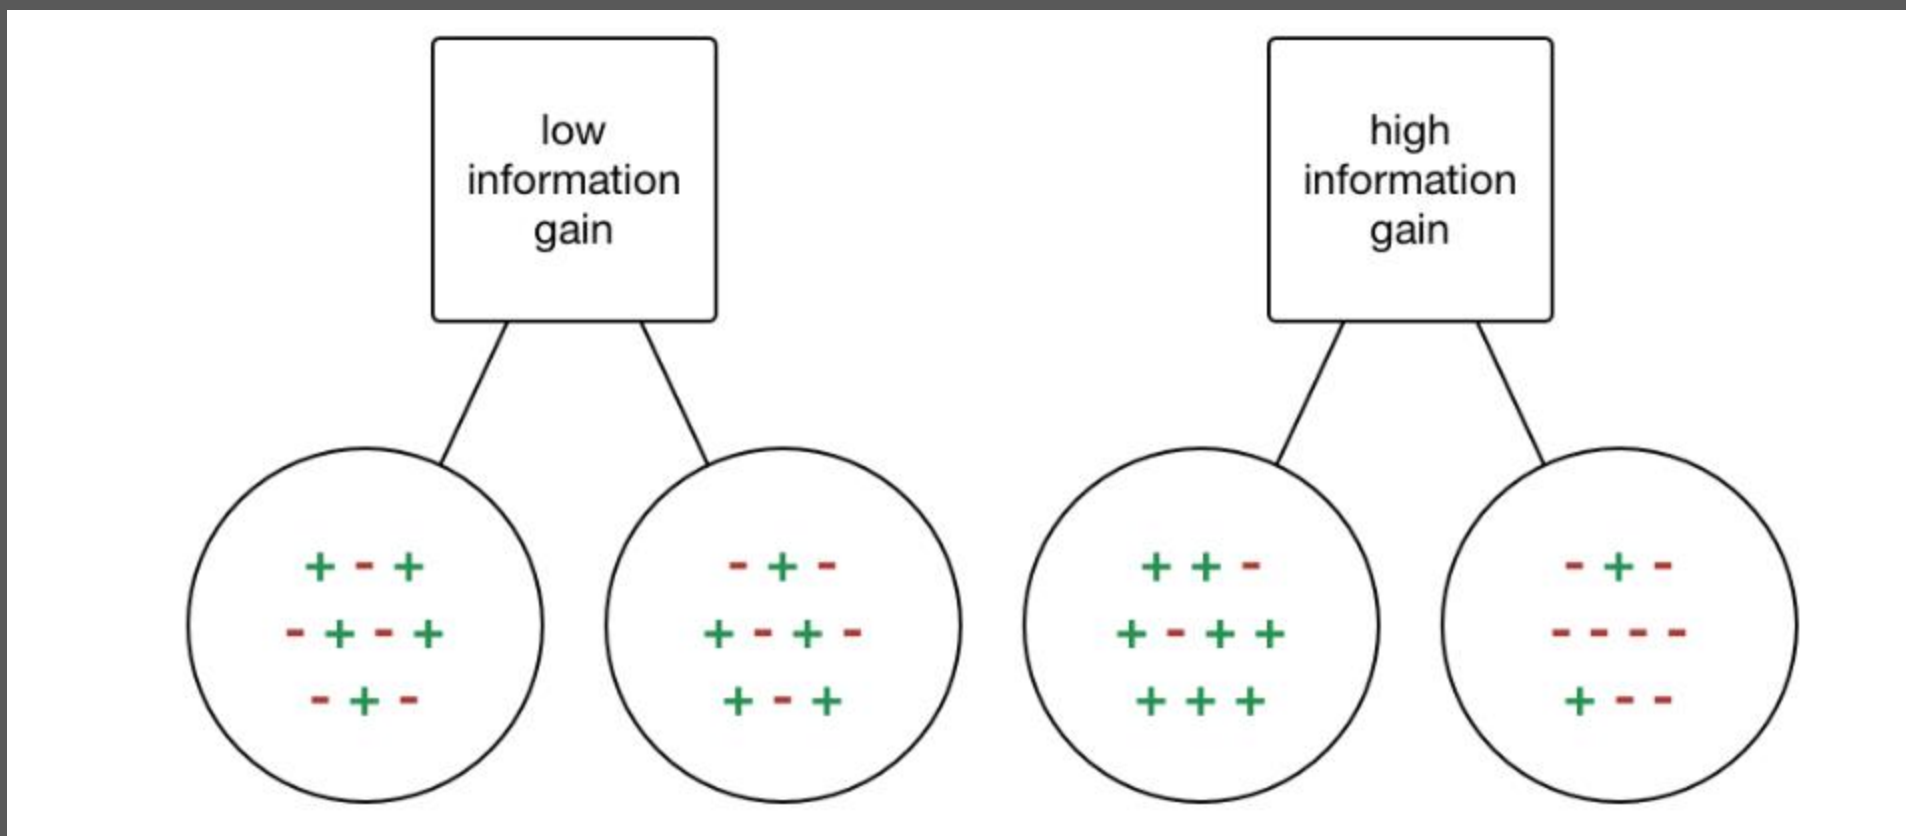 low
information
gain
high
information
gain
+ - +
- + - +
- + -
- + -
+ - + -
+ - +
+ + -
+ - + +
+ + +
- + -
- - - -
+ - -